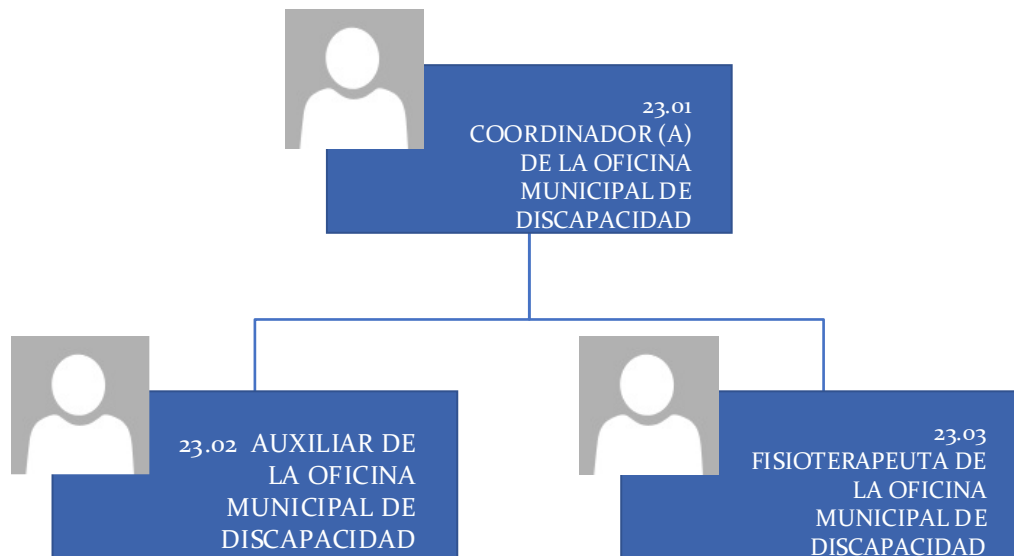 23.01
COORDINADOR (A)
DE LA OFICINA
MUNICIPAL DE
DISCAPACIDAD
23.02 AUXILIAR DE
LA OFICINA
MUNICIPAL DE
DISCAPACIDAD
23.03
FISIOTERAPEUTA DE
LA OFICINA
MUNICIPAL DE
DISCAPACIDAD